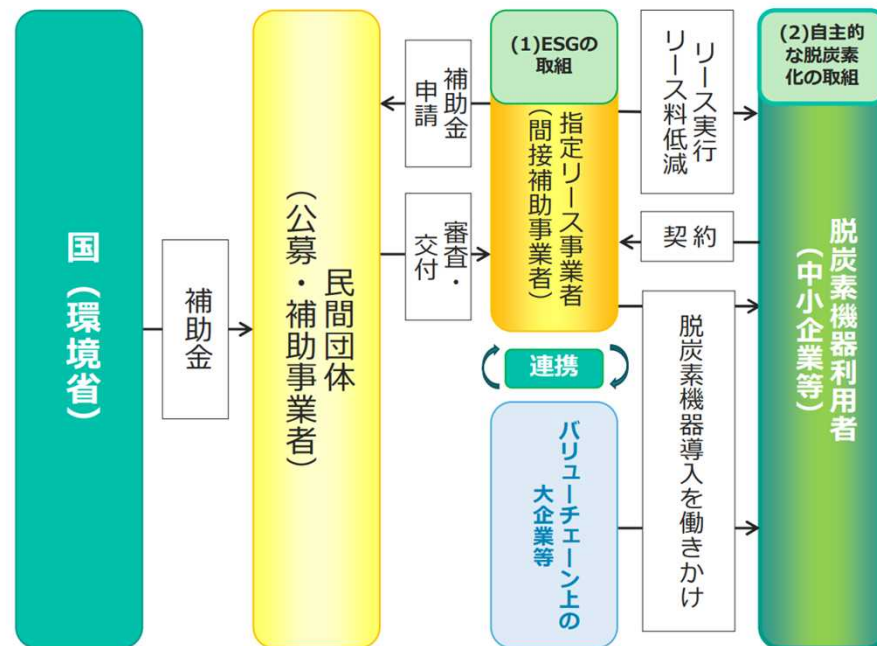 国（環境省）
補助金
民間団体
（公募・補助事業者）
補助金
申請
審査・
交付
(1)ESGの
取組
指定リース事業者
（間接補助事業者）
連携
バリューチェーン上の
大企業等
リース実行
リース料低減
契約
脱炭素機器導入を働きかけ
(2)自主的
な脱炭素
化の取組
脱炭素機器利用者
（中小企業等）